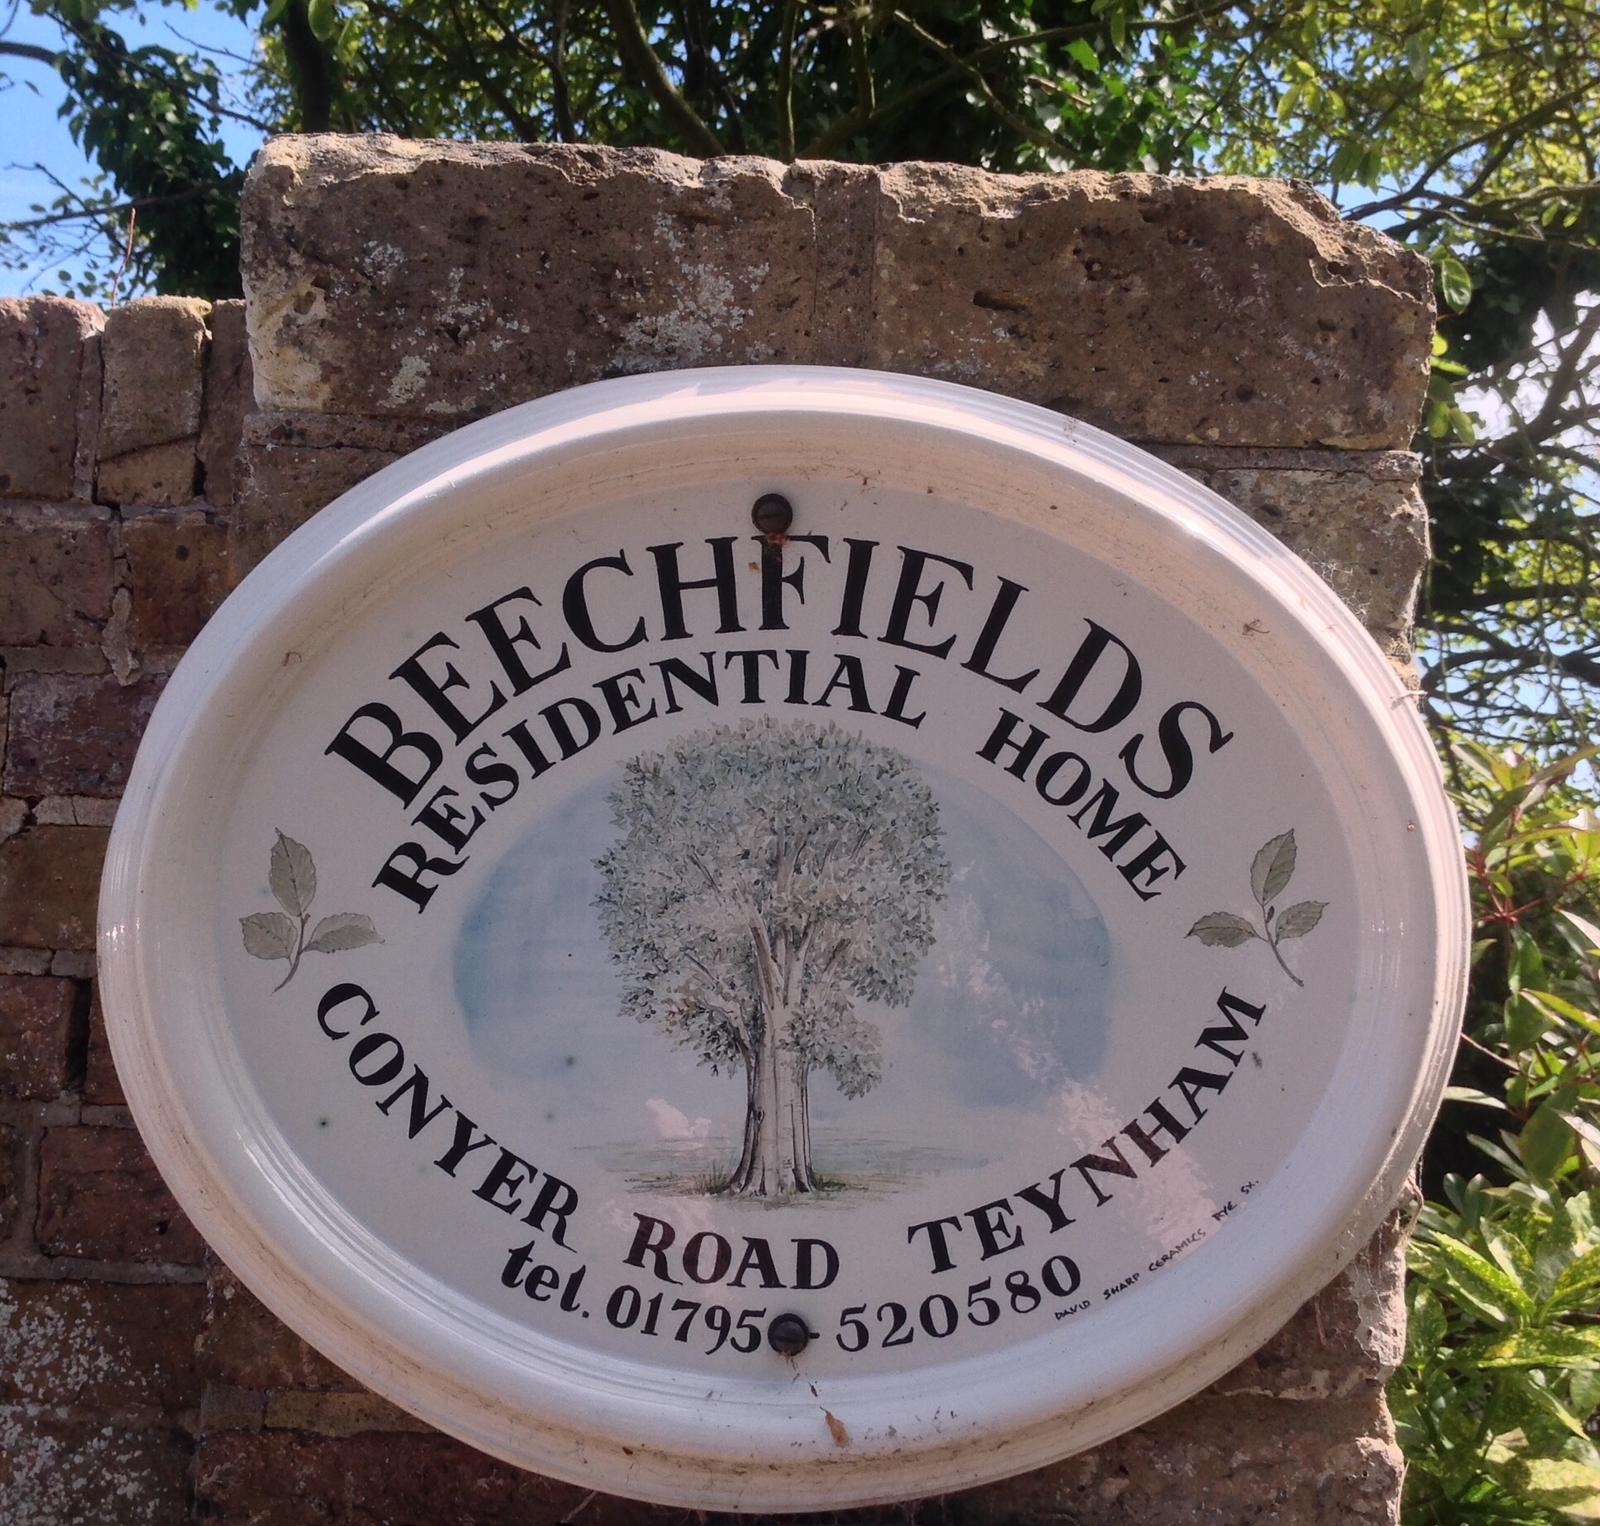 BEECHFIELDS
RESIDENTIAL HOME
CONYER ROAD TEYNHAM
tel. 01795 - 520580
DAVID SHARP CERAMICS RYE SX.